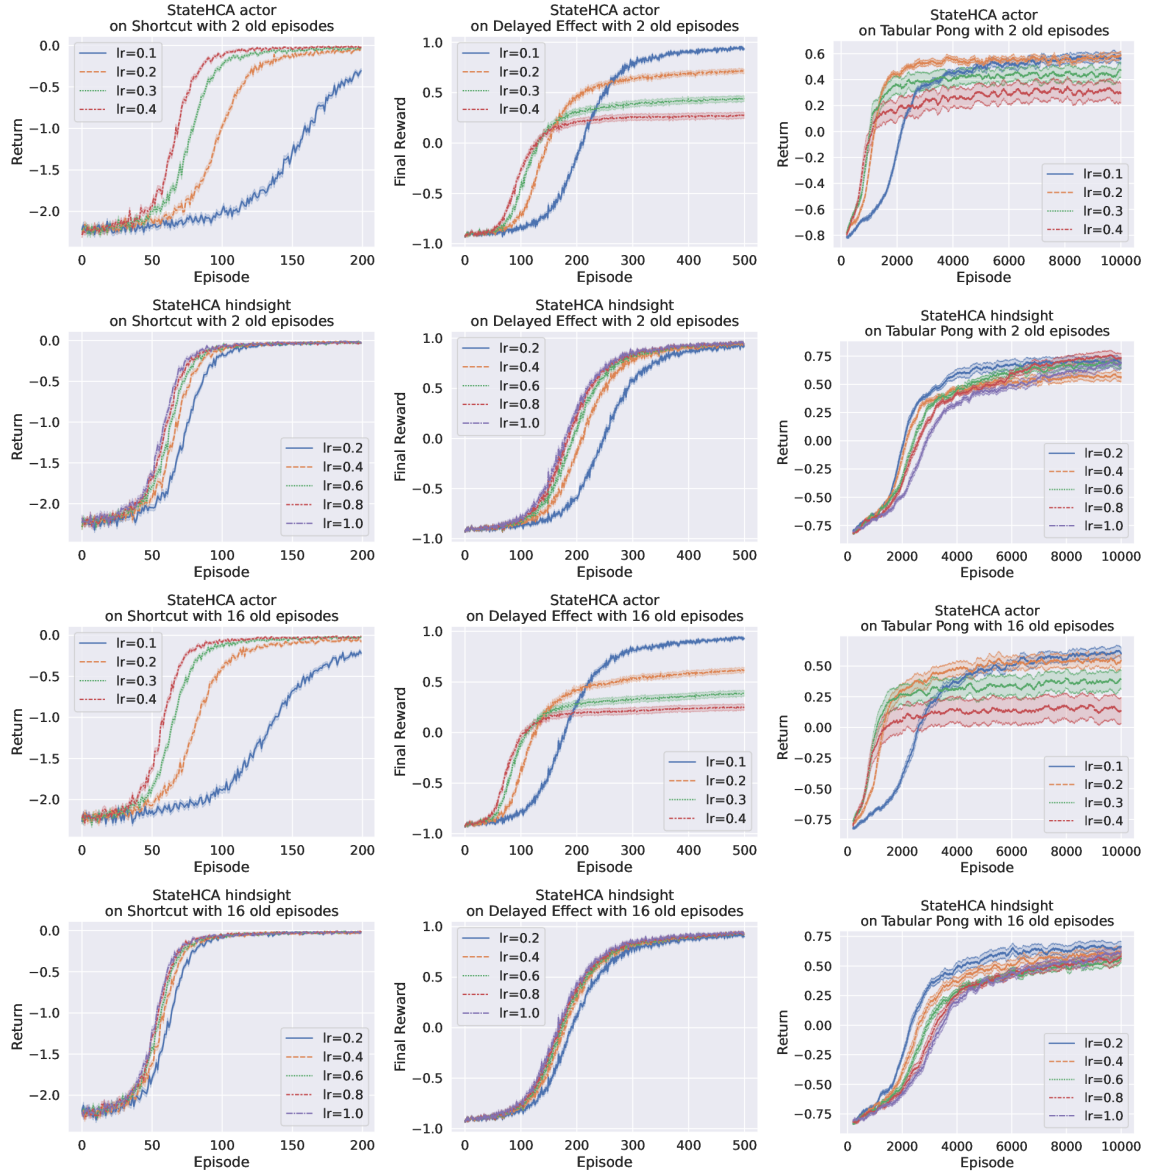 StateHCA actor
on Shortcut with 2 old episodes
0.0
−0.5
−1.0
−1.5
−2.0
Return
lr=0.1
lr=0.2
lr=0.3
lr=0.4
0 50 100 150 200
Episode
StateHCA actor
on Delayed Effect with 2 old episodes
1.0
0.5
0.0
−0.5
−1.0
Final Reward
lr=0.1
lr=0.2
lr=0.3
lr=0.4
0 100 200 300 400 500
Episode
StateHCA actor
on Tabular Pong with 2 old episodes
0.6
0.4
0.2
0.0
−0.2
−0.4
−0.6
−0.8
Return
lr=0.1
lr=0.2
lr=0.3
lr=0.4
0 2000 4000 6000 8000 10000
Episode
StateHCA hindsight
on Shortcut with 2 old episodes
0.0
−0.5
−1.0
−1.5
−2.0
Return
lr=0.2
lr=0.4
lr=0.6
lr=0.8
lr=1.0
0 50 100 150 200
Episode
StateHCA hindsight
on Delayed Effect with 2 old episodes
1.0
0.5
0.0
−0.5
−1.0
Final Reward
lr=0.2
lr=0.4
lr=0.6
lr=0.8
lr=1.0
0 100 200 300 400 500
Episode
StateHCA hindsight
on Tabular Pong with 2 old episodes
0.75
0.50
0.25
0.00
−0.25
−0.50
−0.75
Return
lr=0.2
lr=0.4
lr=0.6
lr=0.8
lr=1.0
0 2000 4000 6000 8000 10000
Episode
StateHCA actor
on Shortcut with 16 old episodes
0.0
−0.5
−1.0
−1.5
−2.0
Return
lr=0.1
lr=0.2
lr=0.3
lr=0.4
0 50 100 150 200
Episode
StateHCA actor
on Delayed Effect with 16 old episodes
1.0
0.5
0.0
−0.5
−1.0
Final Reward
lr=0.1
lr=0.2
lr=0.3
lr=0.4
0 100 200 300 400 500
Episode
StateHCA actor
on Tabular Pong with 16 old episodes
0.50
0.25
0.00
−0.25
−0.50
−0.75
Return
lr=0.1
lr=0.2
lr=0.3
lr=0.4
0 2000 4000 6000 8000 10000
Episode
StateHCA hindsight
on Shortcut with 16 old episodes
0.0
−0.5
−1.0
−1.5
−2.0
Return
lr=0.2
lr=0.4
lr=0.6
lr=0.8
lr=1.0
0 50 100 150 200
Episode
StateHCA hindsight
on Delayed Effect with 16 old episodes
1.0
0.5
0.0
−0.5
−1.0
Final Reward
lr=0.2
lr=0.4
lr=0.6
lr=0.8
lr=1.0
0 100 200 300 400 500
Episode
StateHCA hindsight
on Tabular Pong with 16 old episodes
0.75
0.50
0.25
0.00
−0.25
−0.50
−0.75
Return
lr=0.2
lr=0.4
lr=0.6
lr=0.8
lr=1.0
0 2000 4000 6000 8000 10000
Episode